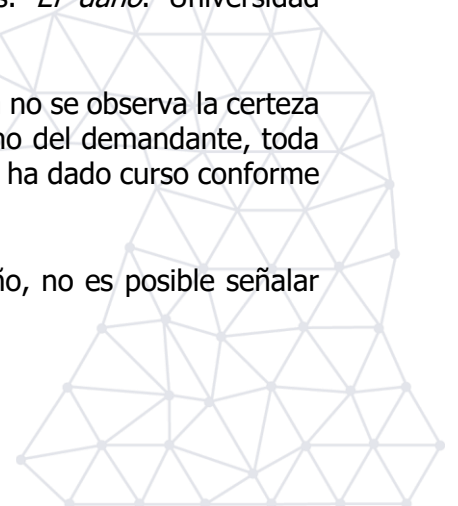 s. El daño. Universidad
no se observa la certeza
no del demandante, toda
ha dado curso conforme
ño, no es posible señalar